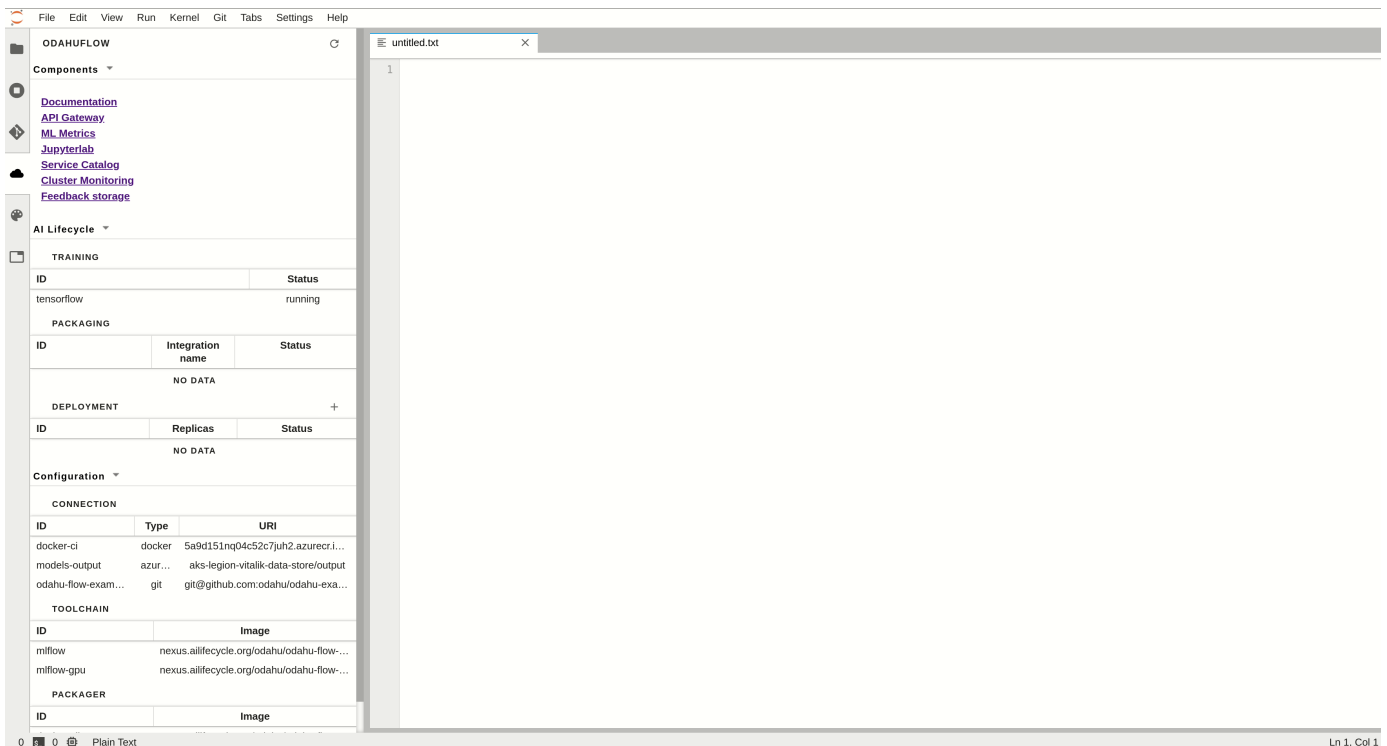 File Edit View Run Kernel Git Tabs Settings Help
ODAHUFLOW
untitled.txt
Components
1
Documentation
API Gateway
ML Metrics
Jupyterlab
Service Catalog
Cluster Monitoring
Feedback storage
AI Lifecycle
TRAINING
ID Status
tensorflow running
PACKAGING
ID Integration name Status
NO DATA
DEPLOYMENT +
ID Replicas Status
NO DATA
Configuration
CONNECTION
ID Type URI
docker-ci docker 5a9d151nq04c52c7juh2.azurecr.i...
models-output azur... aks-legion-vitalik-data-store/output
odahu-flow-exam... git git@github.com:odahu/odahu-exa...
TOOLCHAIN
ID Image
mlflow nexus.ailifecycle.org/odahu/odahu-flow-...
mlflow-gpu nexus.ailifecycle.org/odahu/odahu-flow-...
PACKAGER
ID Image
0 0 Plain Text Ln 1, Col 1